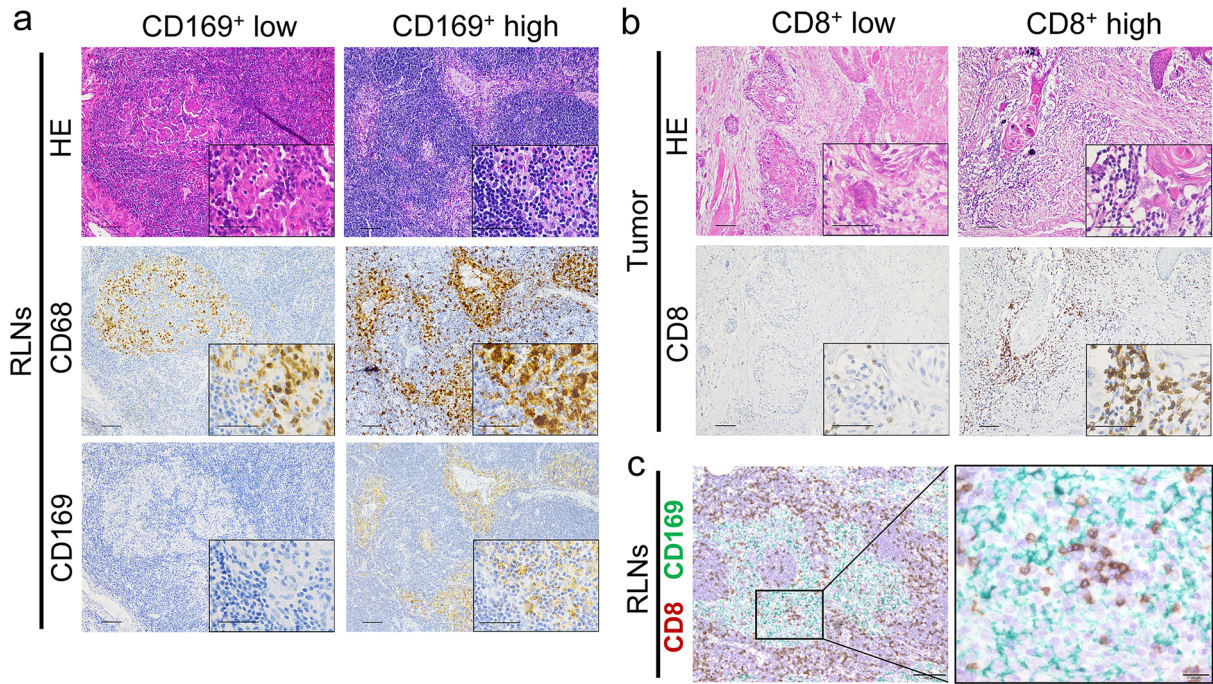 a
CD169+ low
CD169+ high
RLNs
HE
CD68
CD169
b
CD8+ low
CD8+ high
Tumor
HE
CD8
c
RLNs
CD8 CD169